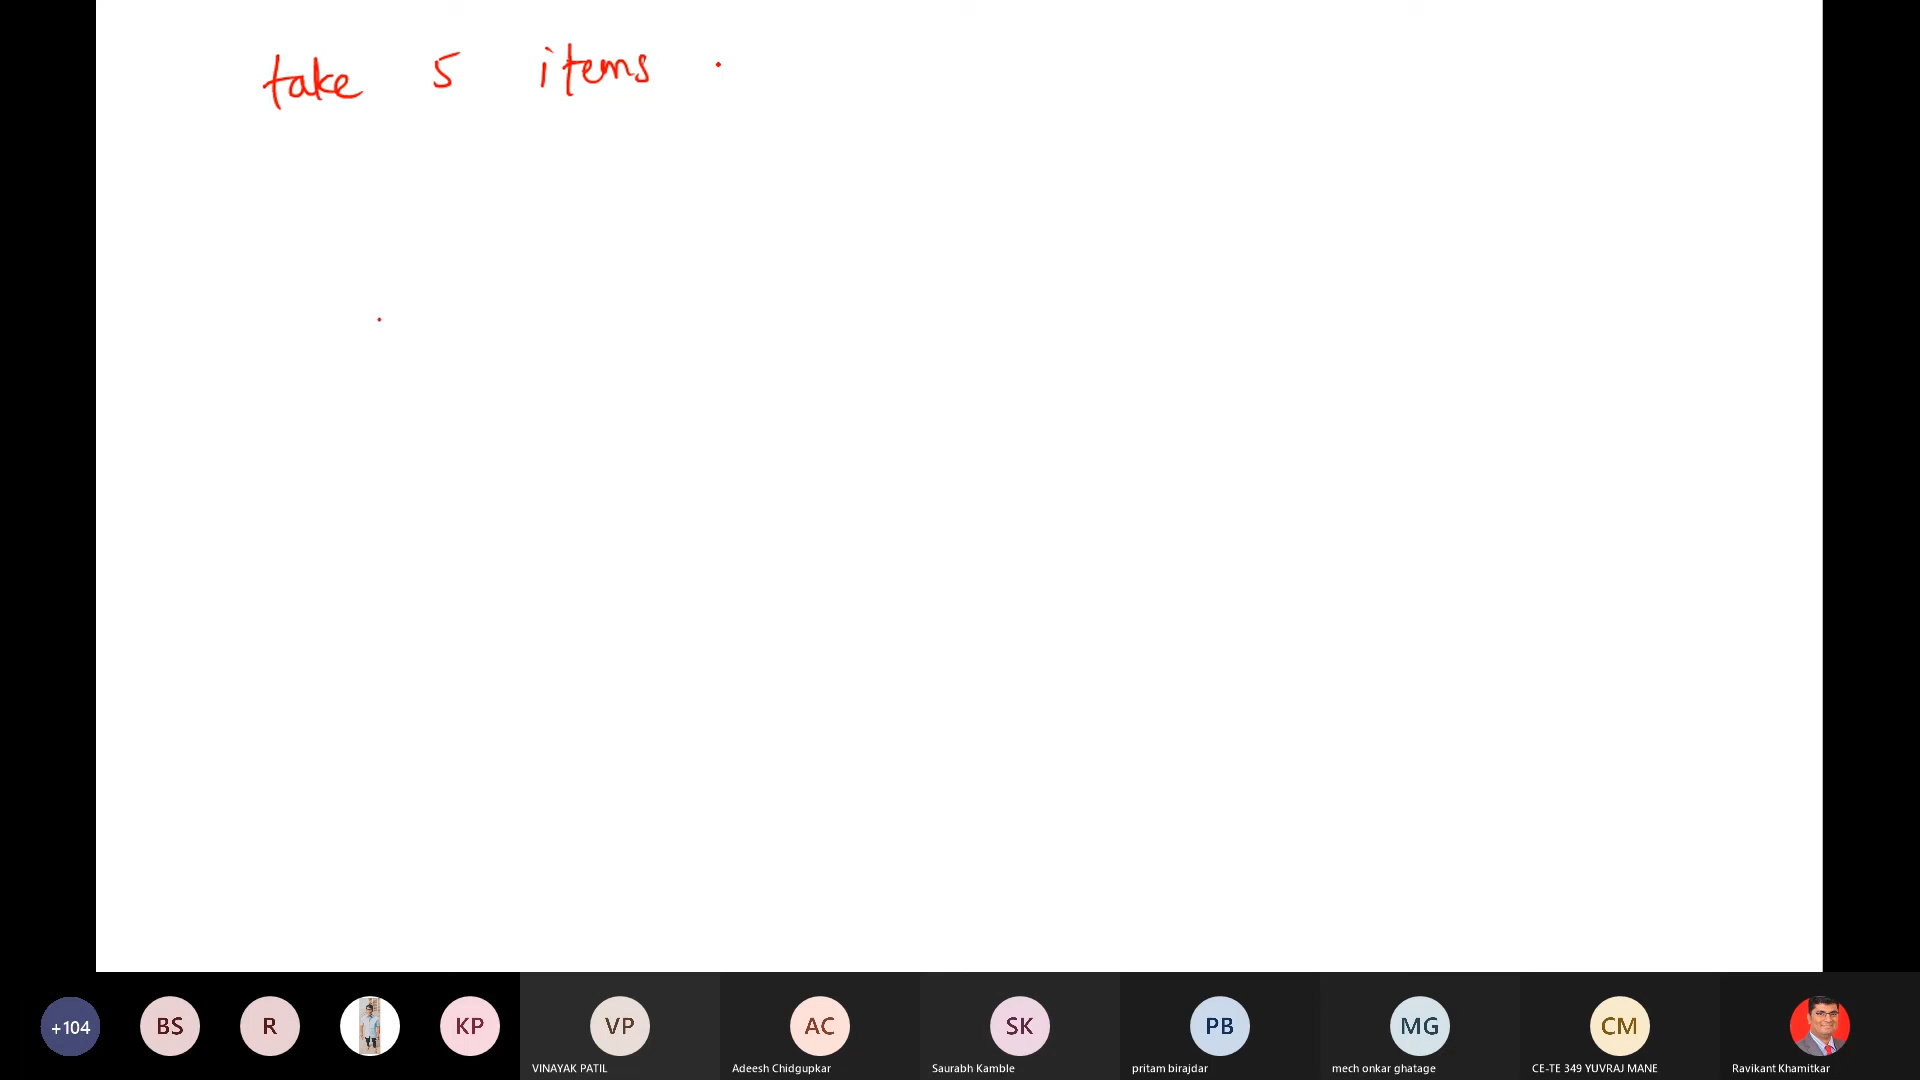 take 5 items .
+104 BS R KP VP AC SK PB MG CM
VINAYAK PATIL Adeesh Chidgupkar Saurabh Kamble pritam birajdar mech onkar ghatage CE-TE 349 YUVRAJ MANE Ravikant Khamitkar